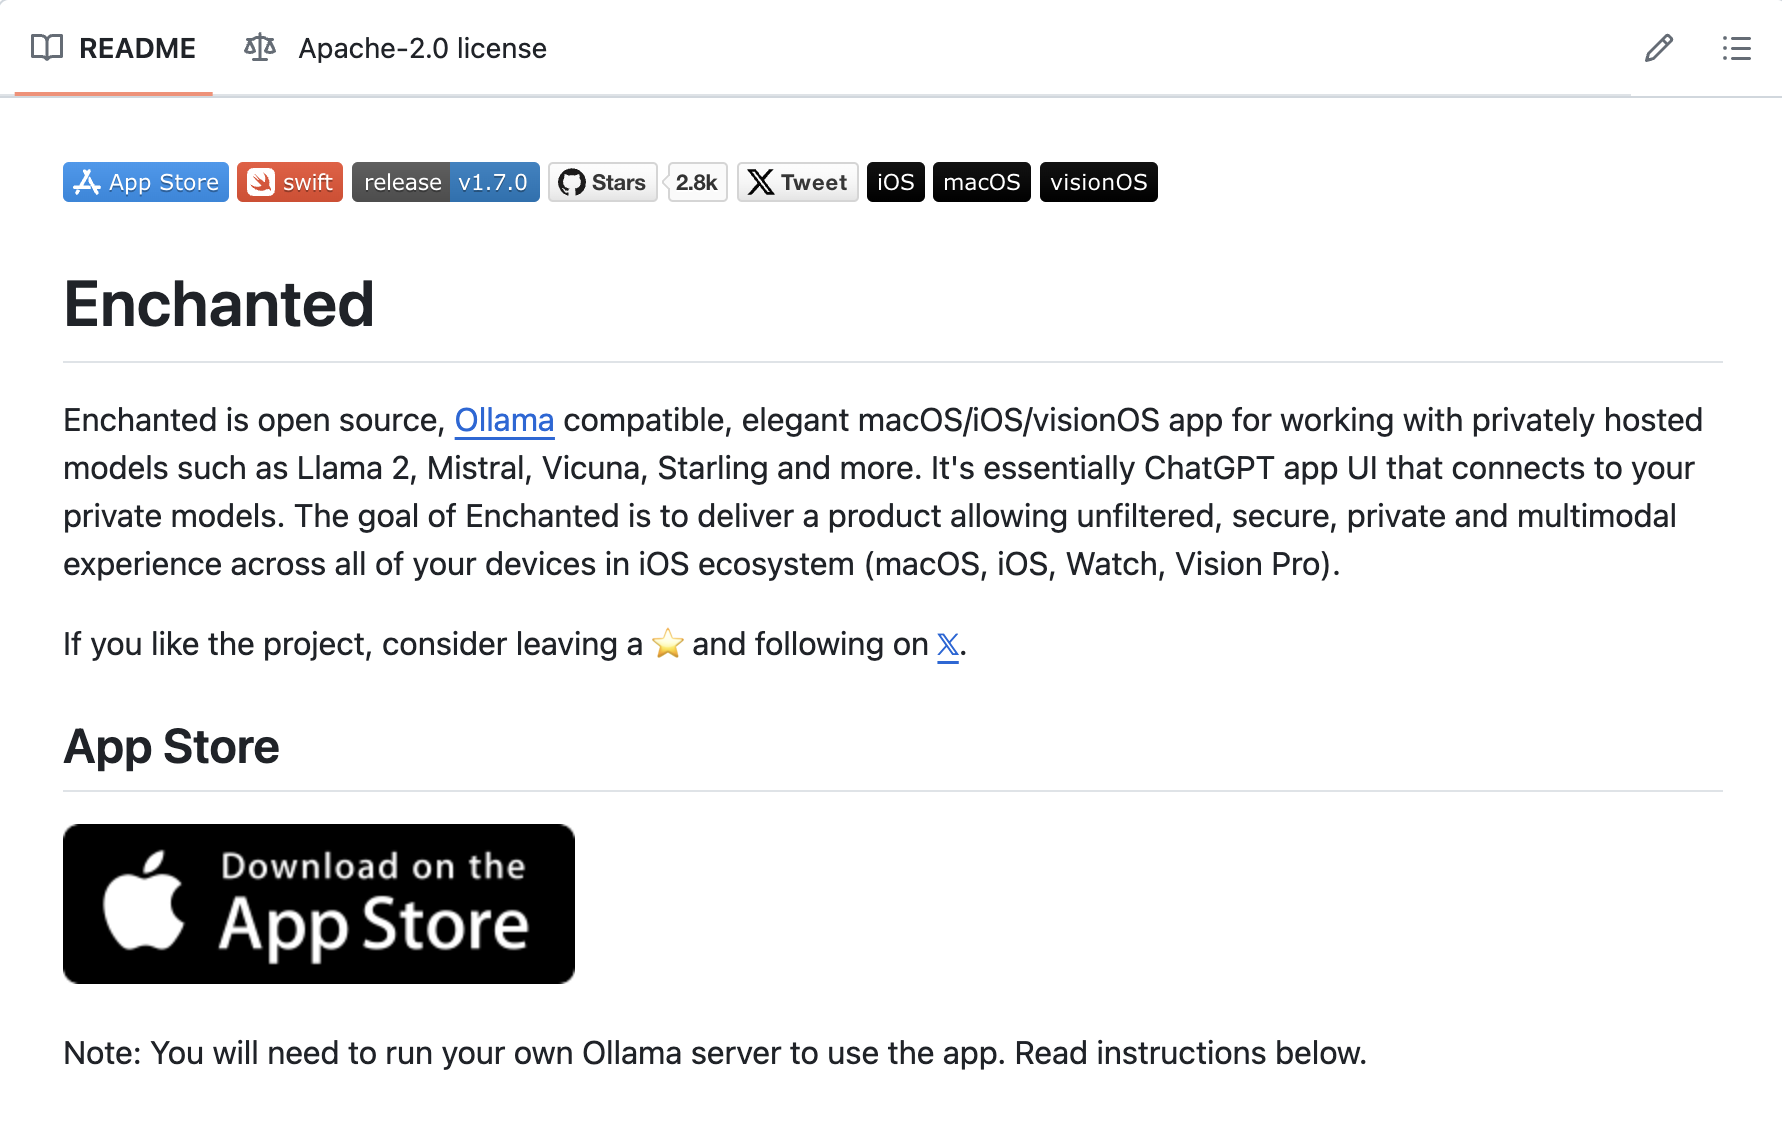 README Apache-2.0 license
App Store swift release v1.7.0 Stars 2.8k Tweet iOS macOS visionOS
Enchanted
Enchanted is open source, Ollama compatible, elegant macOS/iOS/visionOS app for working with privately hosted
models such as Llama 2, Mistral, Vicuna, Starling and more. It's essentially ChatGPT app UI that connects to your
private models. The goal of Enchanted is to deliver a product allowing unfiltered, secure, private and multimodal
experience across all of your devices in iOS ecosystem (macOS, iOS, Watch, Vision Pro).
If you like the project, consider leaving a ⭐ and following on 𝕏.
App Store
Download on the
App Store
Note: You will need to run your own Ollama server to use the app. Read instructions below.